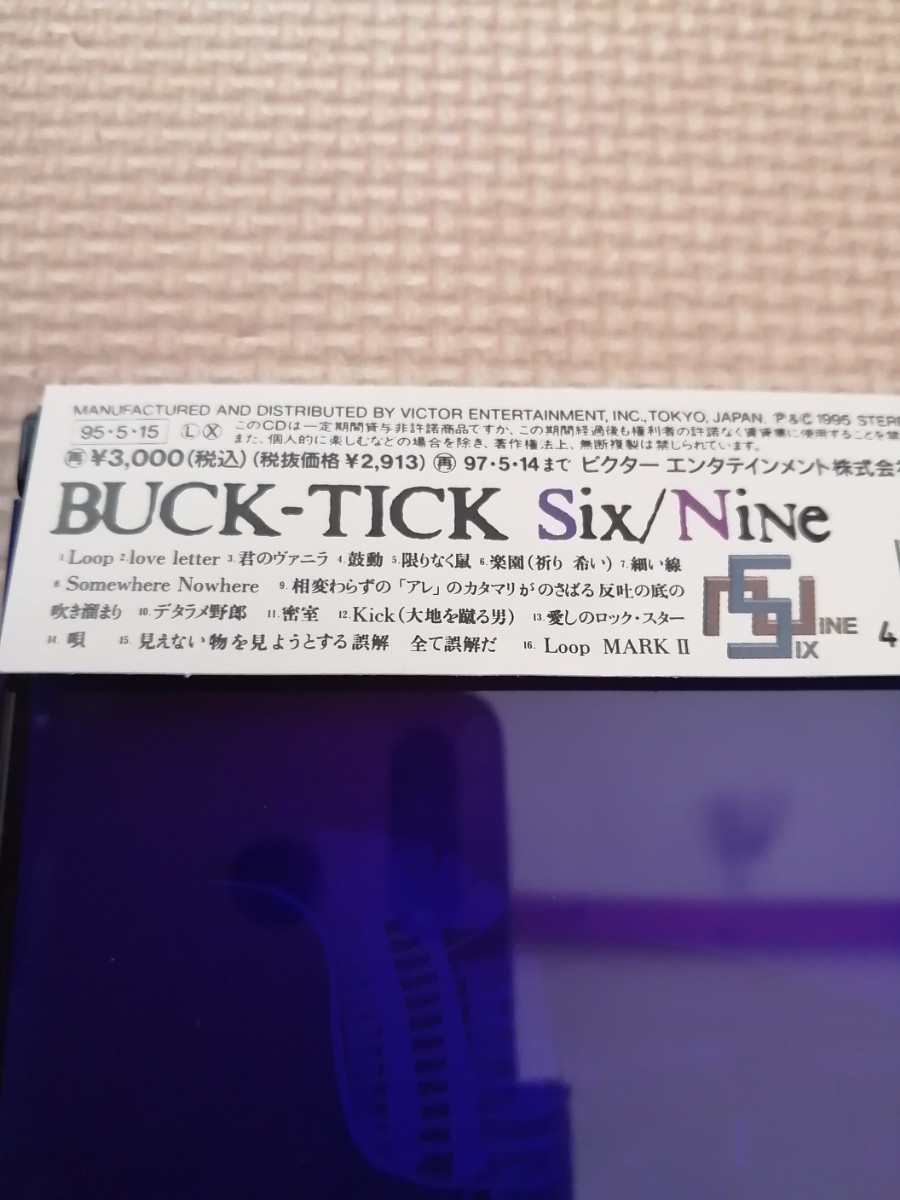 MANUFACTURED AND DISTRIBUTED BY VICTOR ENTERTAINMENT, INC., TOKYO, JAPAN. Ⓟ&© 1995 STEREO
95・5・15 Ⓛ Ⓧ このCDは一定期間貸与非許諾商品ですか、この期間経過後も権利者の許諾なく賃貸業に使用することを
また、個人的に楽しむなどの場合を除き、著作権法上、無断複製は禁じられています。
㊢ ¥3,000(税込)(税抜価格¥2,913) ㊢ 97・5・14まで ビクター エンタテインメント株式会
BUCK-TICK Six/NiNe
1. Loop 2. love letter 3. 君のヴァニラ 4. 鼓動 5. 限りなく鼠 6. 楽園(祈り 希い) 7. 細い線
8. Somewhere Nowhere 9. 相変わらずの「アレ」のカタマリがのさばる反吐の底の
吹き溜まり 10. デタラメ野郎 11. 密室 12. Kick(大地を蹴る男) 13. 愛しのロック・スター
14. 唄 15. 見えない物を見ようとする誤解 全て誤解だ 16. Loop MARK II
NINE
SIX
4